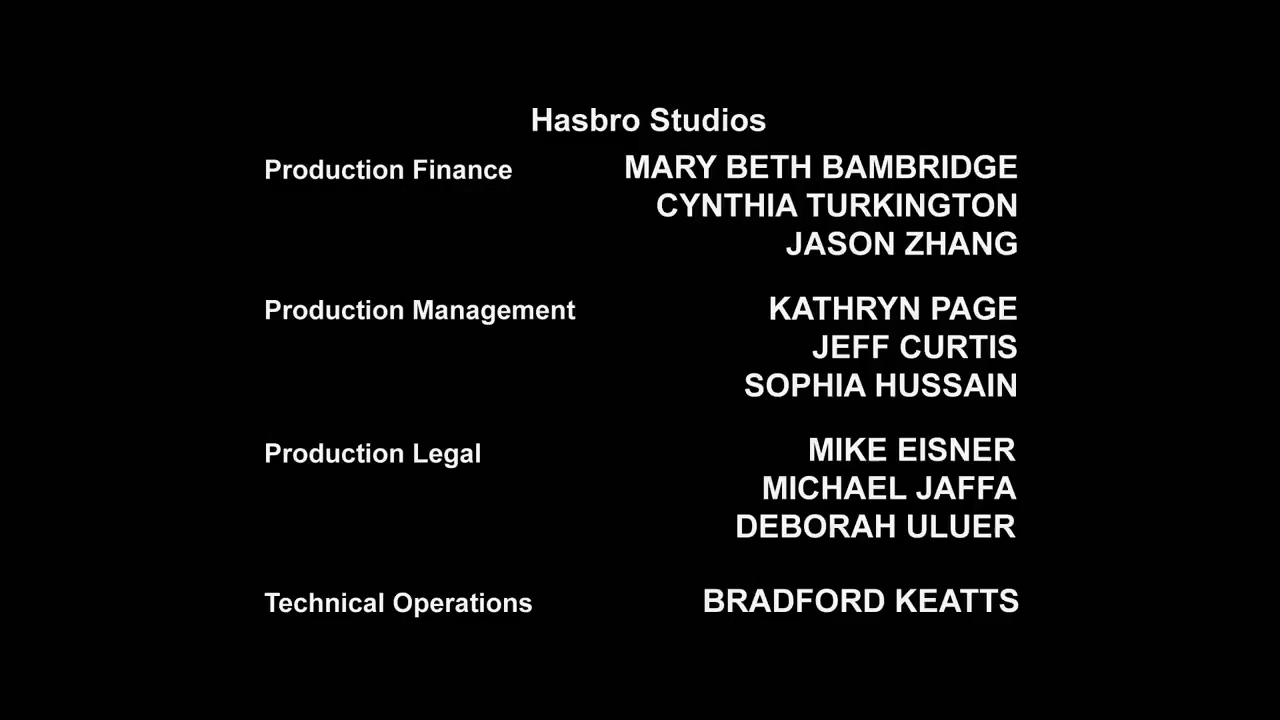 Hasbro Studios
Production Finance MARY BETH BAMBRIDGE
CYNTHIA TURKINGTON
JASON ZHANG
Production Management KATHRYN PAGE
JEFF CURTIS
SOPHIA HUSSAIN
Production Legal MIKE EISNER
MICHAEL JAFFA
DEBORAH ULUER
Technical Operations BRADFORD KEATTS